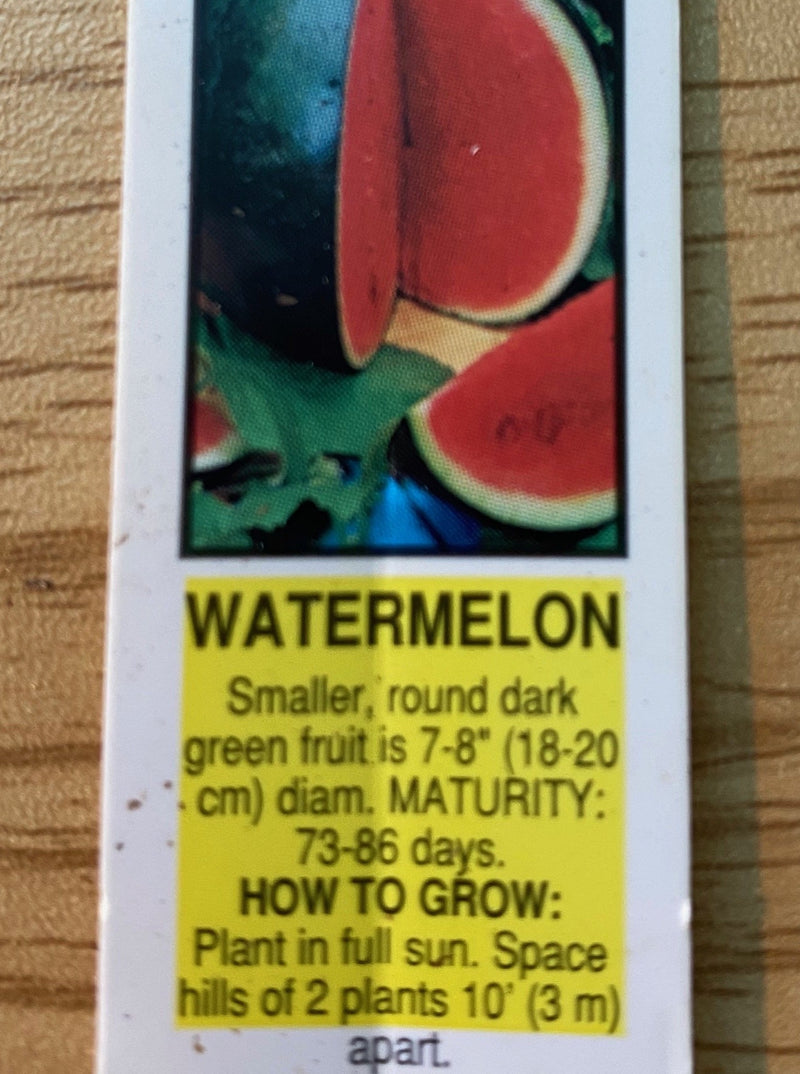 WATERMELON
Smaller, round dark
green fruit is 7-8" (18-20
cm) diam. MATURITY:
73-86 days.
HOW TO GROW:
Plant in full sun. Space
hills of 2 plants 10' (3 m)
apart.